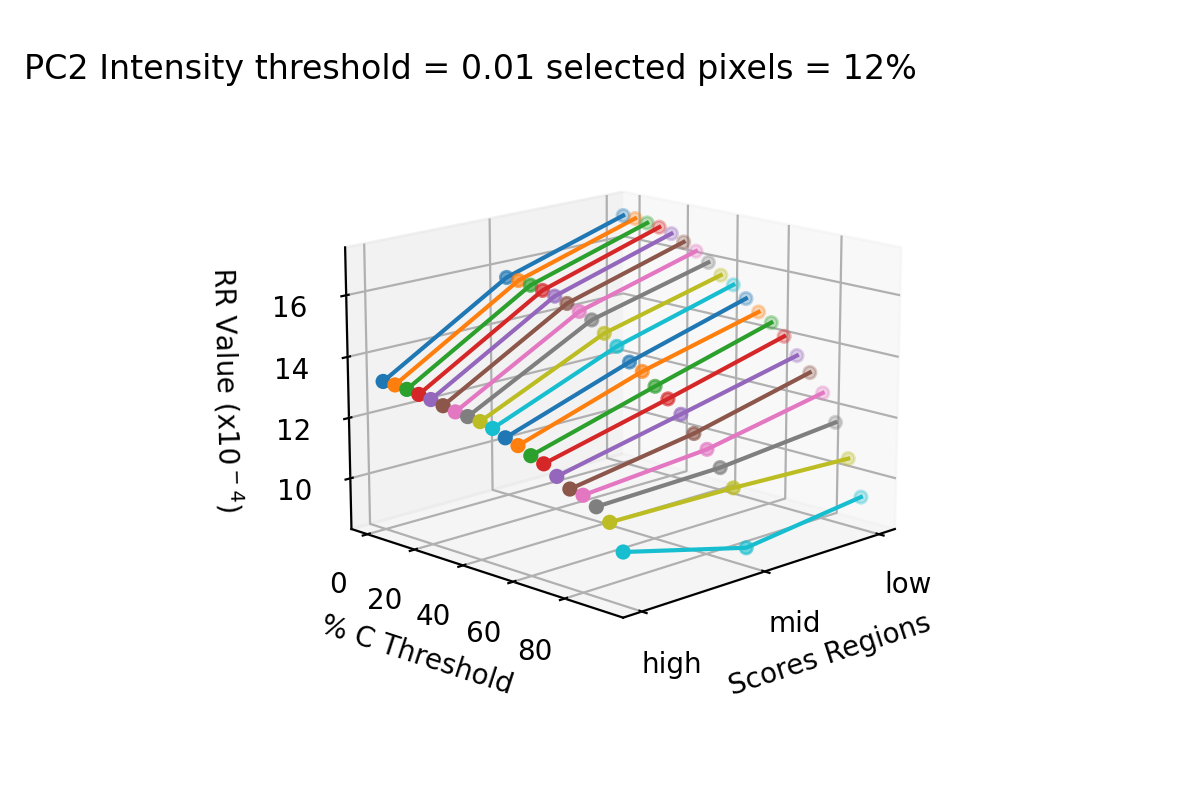 PC2 Intensity threshold = 0.01 selected pixels = 12%
RR Value (x10⁻⁴)
16
14
12
10
0
20
40
60
80
% C Threshold
high
mid
low
Scores Regions